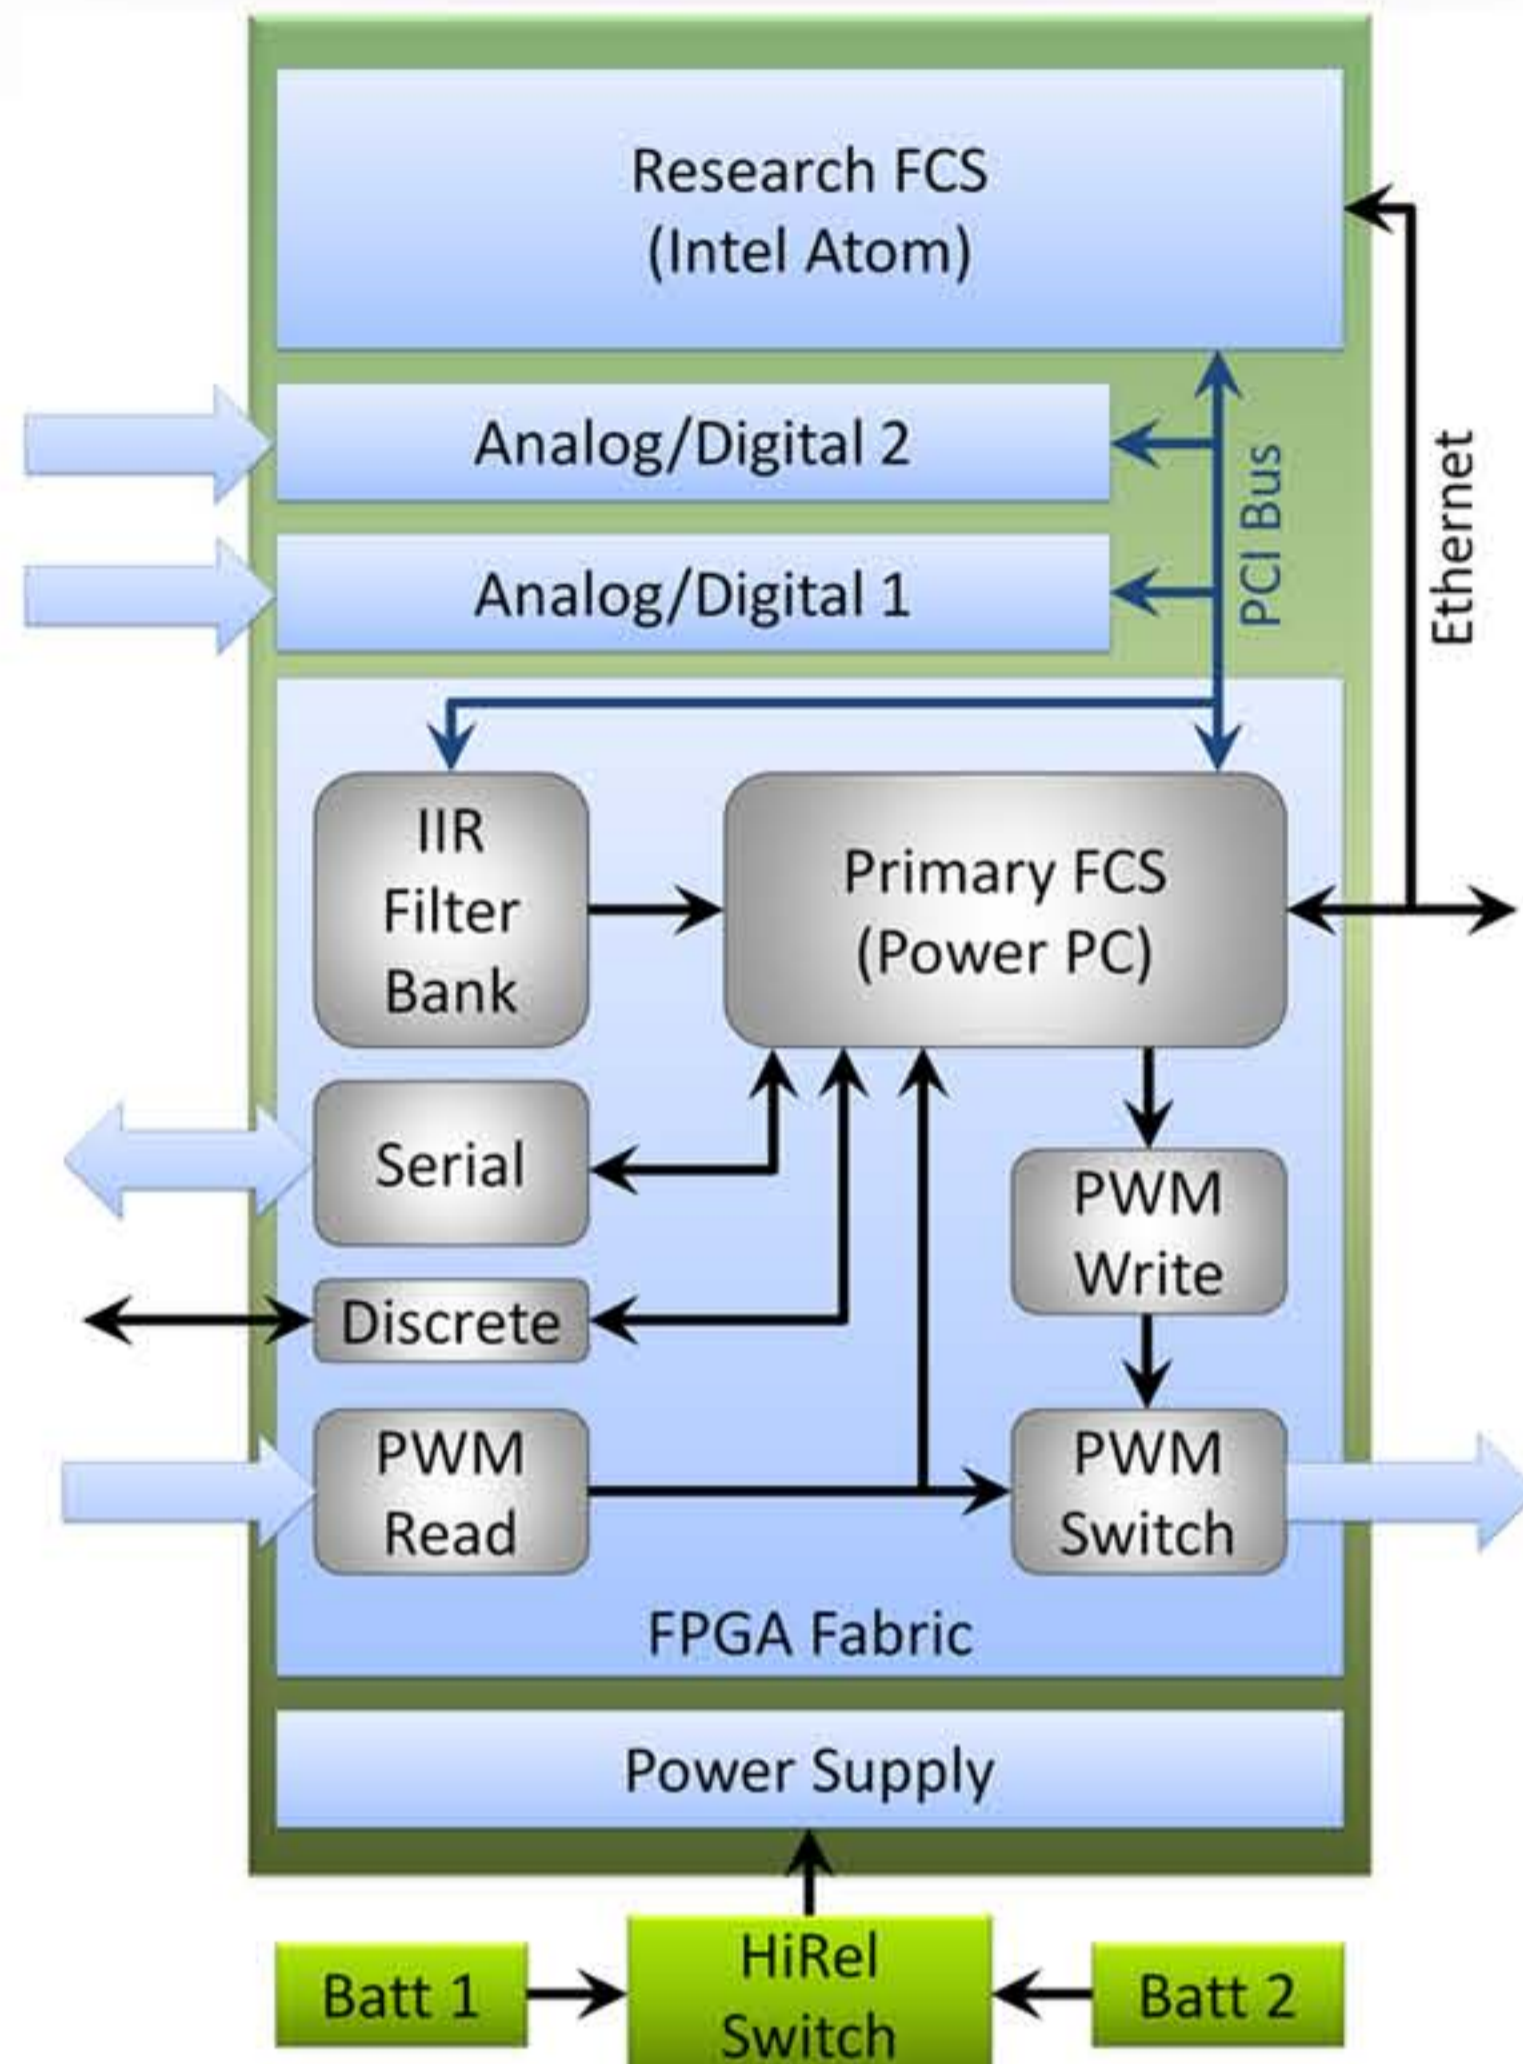 Research FCS
(Intel Atom)
Analog/Digital 2
Analog/Digital 1
PCI Bus
Ethernet
IIR
Filter
Bank
Primary FCS
(Power PC)
Serial
PWM
Write
Discrete
PWM
Read
PWM
Switch
FPGA Fabric
Power Supply
Batt 1
HiRel
Switch
Batt 2